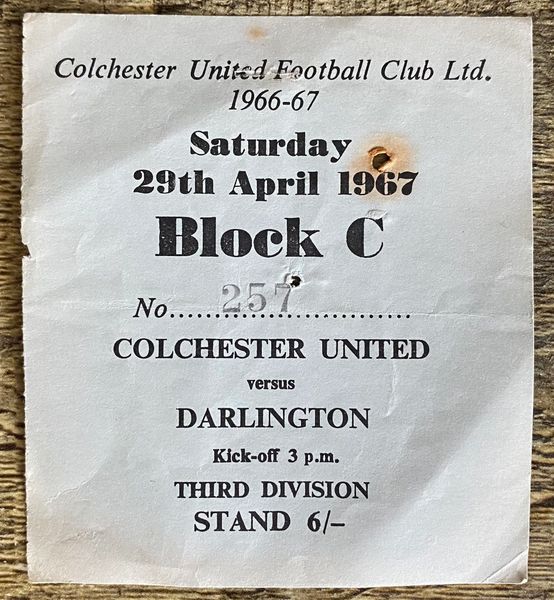 Colchester United Football Club Ltd.
1966-67
Saturday
29th April 1967
Block C
No. 257
COLCHESTER UNITED
versus
DARLINGTON
Kick-off 3 p.m.
THIRD DIVISION
STAND 6/–